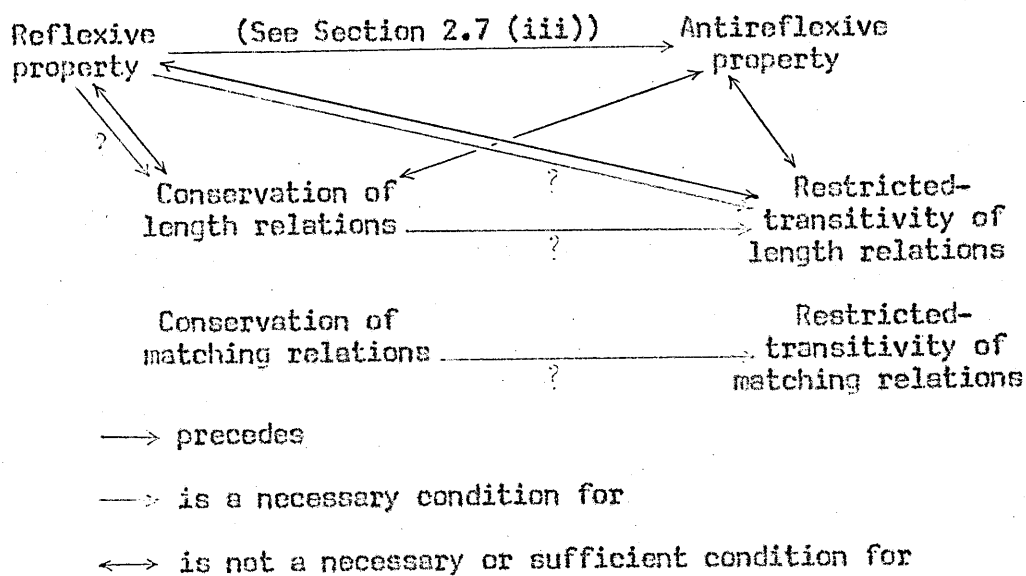 Reflexive property
(See Section 2.7 (iii))
Antireflexive property
?
Conservation of
length relations
?
?
Restricted-
transitivity of
length relations
Conservation of
matching relations
?
Restricted-
transitivity of
matching relations
precedes
is a necessary condition for
is not a necessary or sufficient condition for